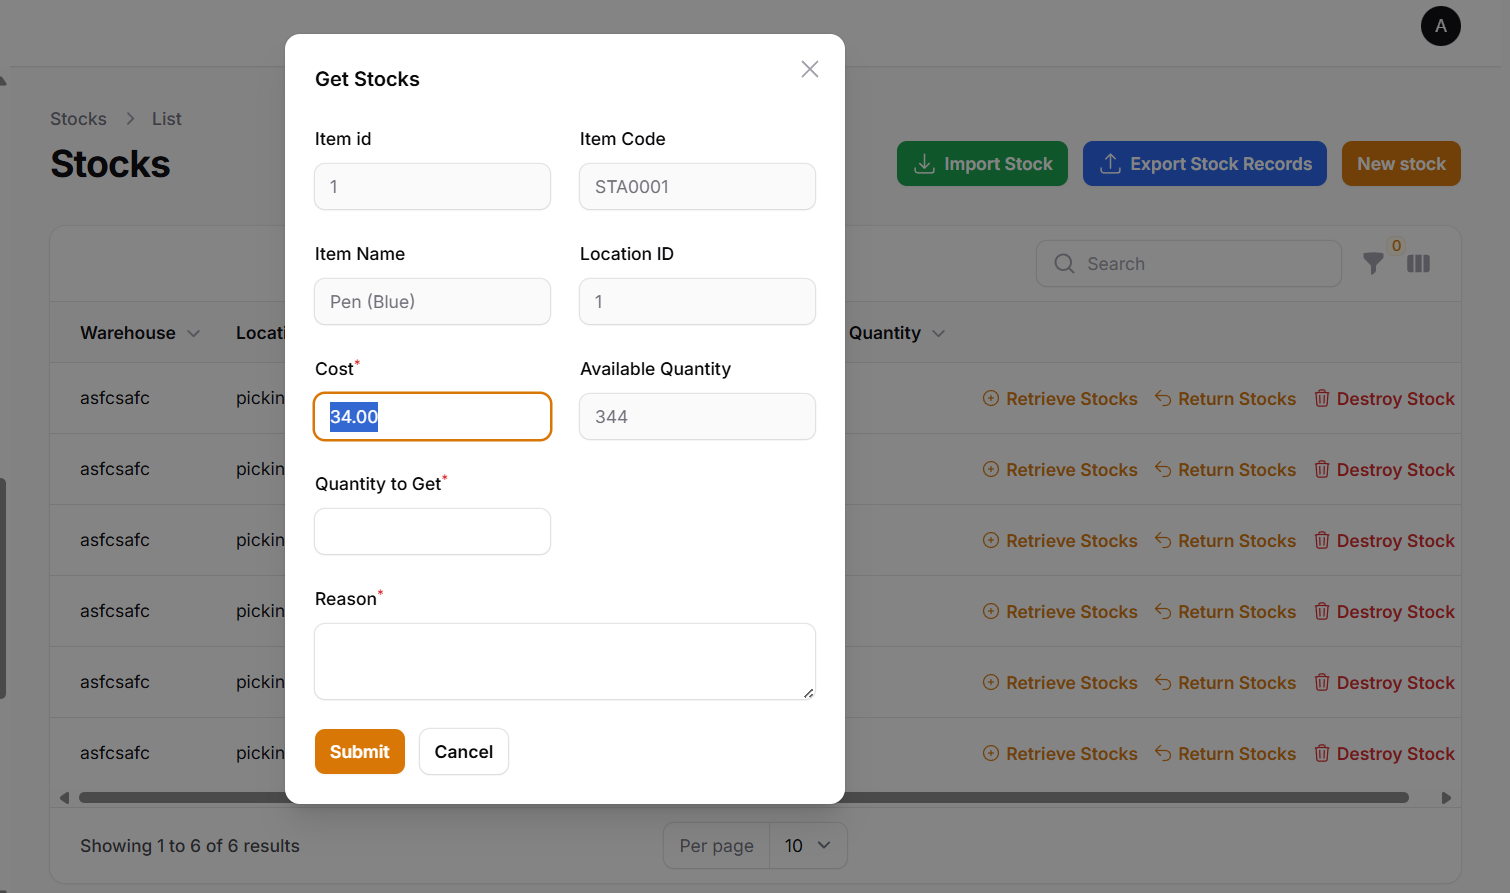 A
Stocks > List
Stocks
Import Stock
Export Stock Records
New stock
Search
0
Warehouse
Locati
Quantity
asfcsafc
pickin
Retrieve Stocks
Return Stocks
Destroy Stock
asfcsafc
pickin
Retrieve Stocks
Return Stocks
Destroy Stock
asfcsafc
pickin
Retrieve Stocks
Return Stocks
Destroy Stock
asfcsafc
pickin
Retrieve Stocks
Return Stocks
Destroy Stock
asfcsafc
pickin
Retrieve Stocks
Return Stocks
Destroy Stock
asfcsafc
pickin
Retrieve Stocks
Return Stocks
Destroy Stock
Showing 1 to 6 of 6 results
Per page
10
Get Stocks
Item id
Item Code
1
STA0001
Item Name
Location ID
Pen (Blue)
1
Cost*
Available Quantity
34.00
344
Quantity to Get*
Reason*
Submit
Cancel